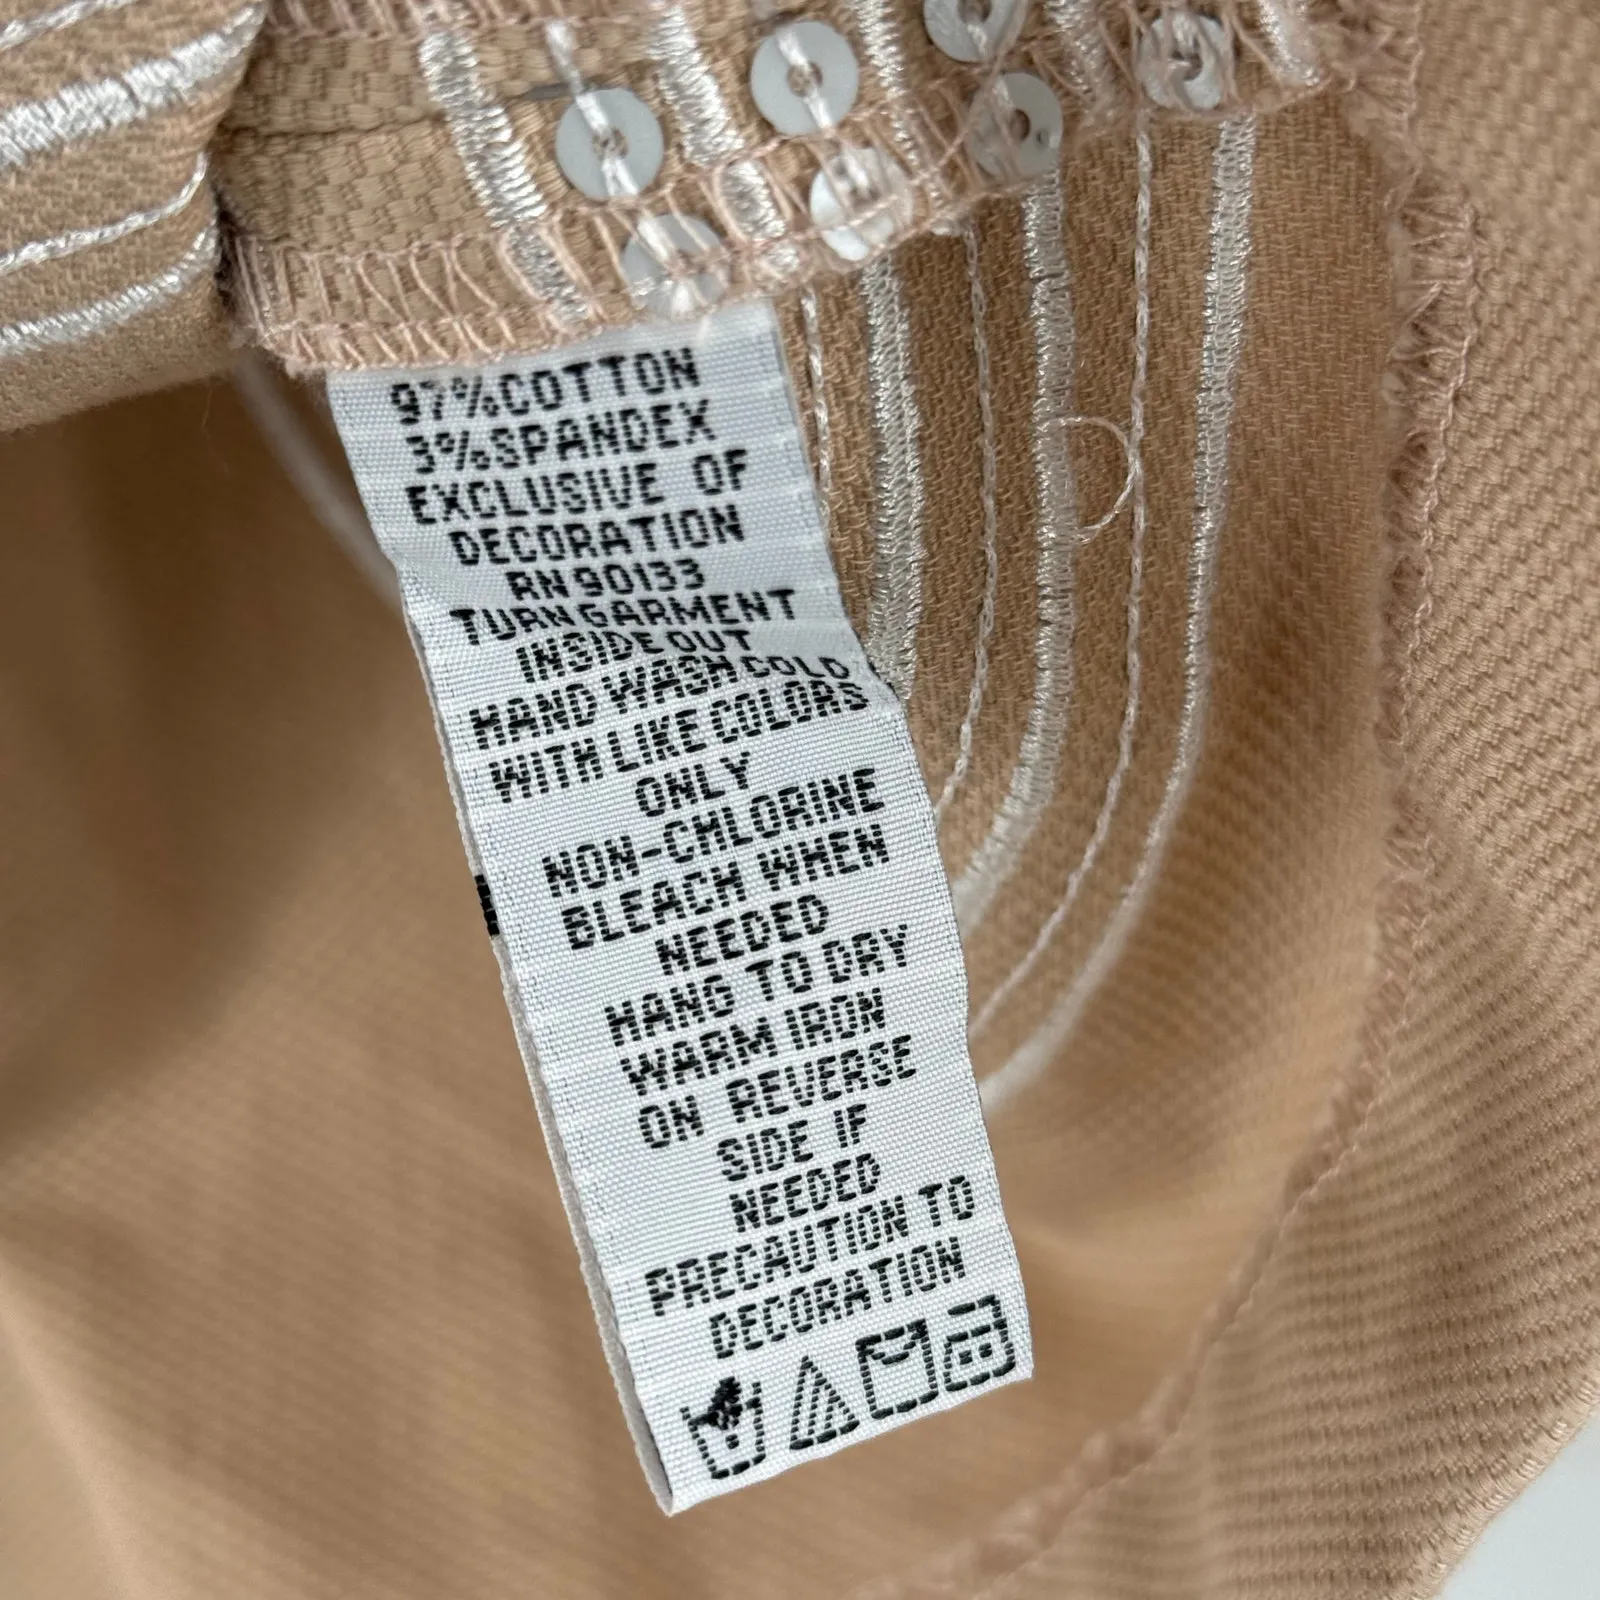 97%COTTON
3%SPANDEX
EXCLUSIVE OF
DECORATION
RN90133
TURN GARMENT
INSIDE OUT
HAND WASH COLD
WITH LIKE COLORS
ONLY
NON-CHLORINE
BLEACH WHEN
NEEDED
HANG TO DRY
WARM IRON
ON REVERSE
SIDE IF
NEEDED
PRECAUTION TO
DECORATION